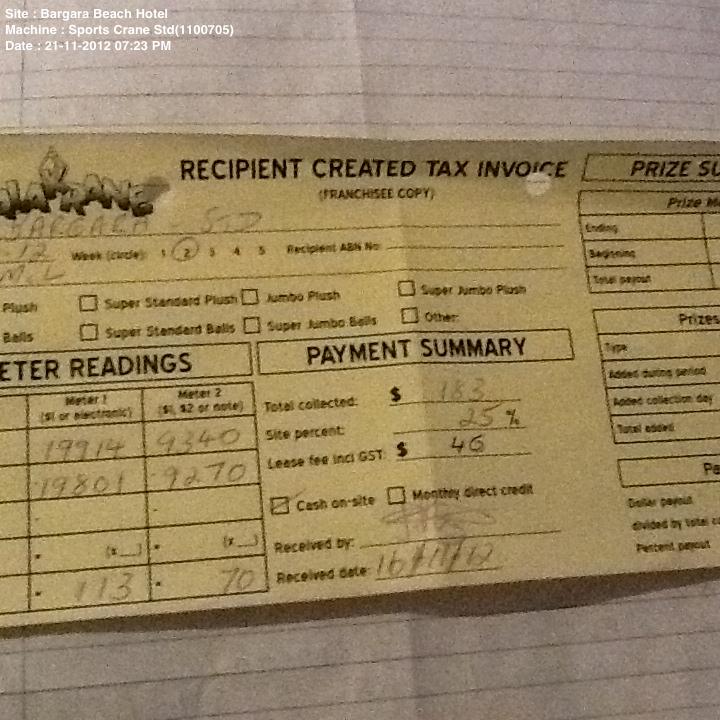 Site : Bargara Beach Hotel
Machine : Sports Crane Std(1100705)
Date : 21-11-2012 07:23 PM
RECIPIENT CREATED TAX INVOICE
(FRANCHISEE COPY)
BARGARA - STD
-12 Week (circle): 1 2 3 4 5 Recipient ABN No:
M.L
Plush Super Standard Plush Jumbo Plush Super Jumbo Plush
Balls Super Standard Balls Super Jumbo Balls Other:
ETER READINGS
Meter 1 ($1 or electronic) Meter 2 ($1, $2 or note)
19914 9340
19801 9270
(x__) (x__)
113 70
PAYMENT SUMMARY
Total collected: $ 183
Site percent: 25 %
Lease fee incl GST: $ 46
Cash on-site Monthly direct credit
Received by:
Received date: 16/11/12
PRIZE SU
Prize M
Ending
Beginning
Total payout
Prizes
Type
Added during period
Added collection day
Total added
Pa
Dollar payout
divided by total c
Percent payout